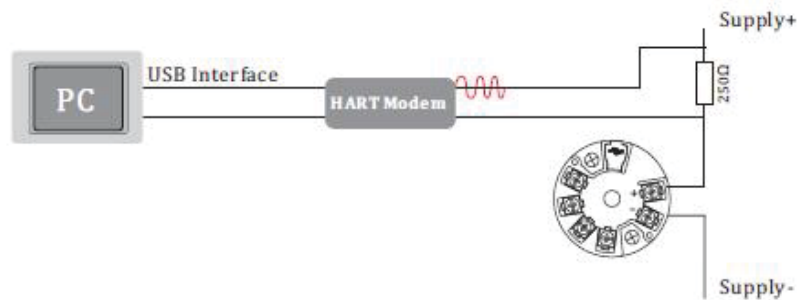 Supply+
USB Interface
PC
HART Modem
250Ω
+
-
Supply-